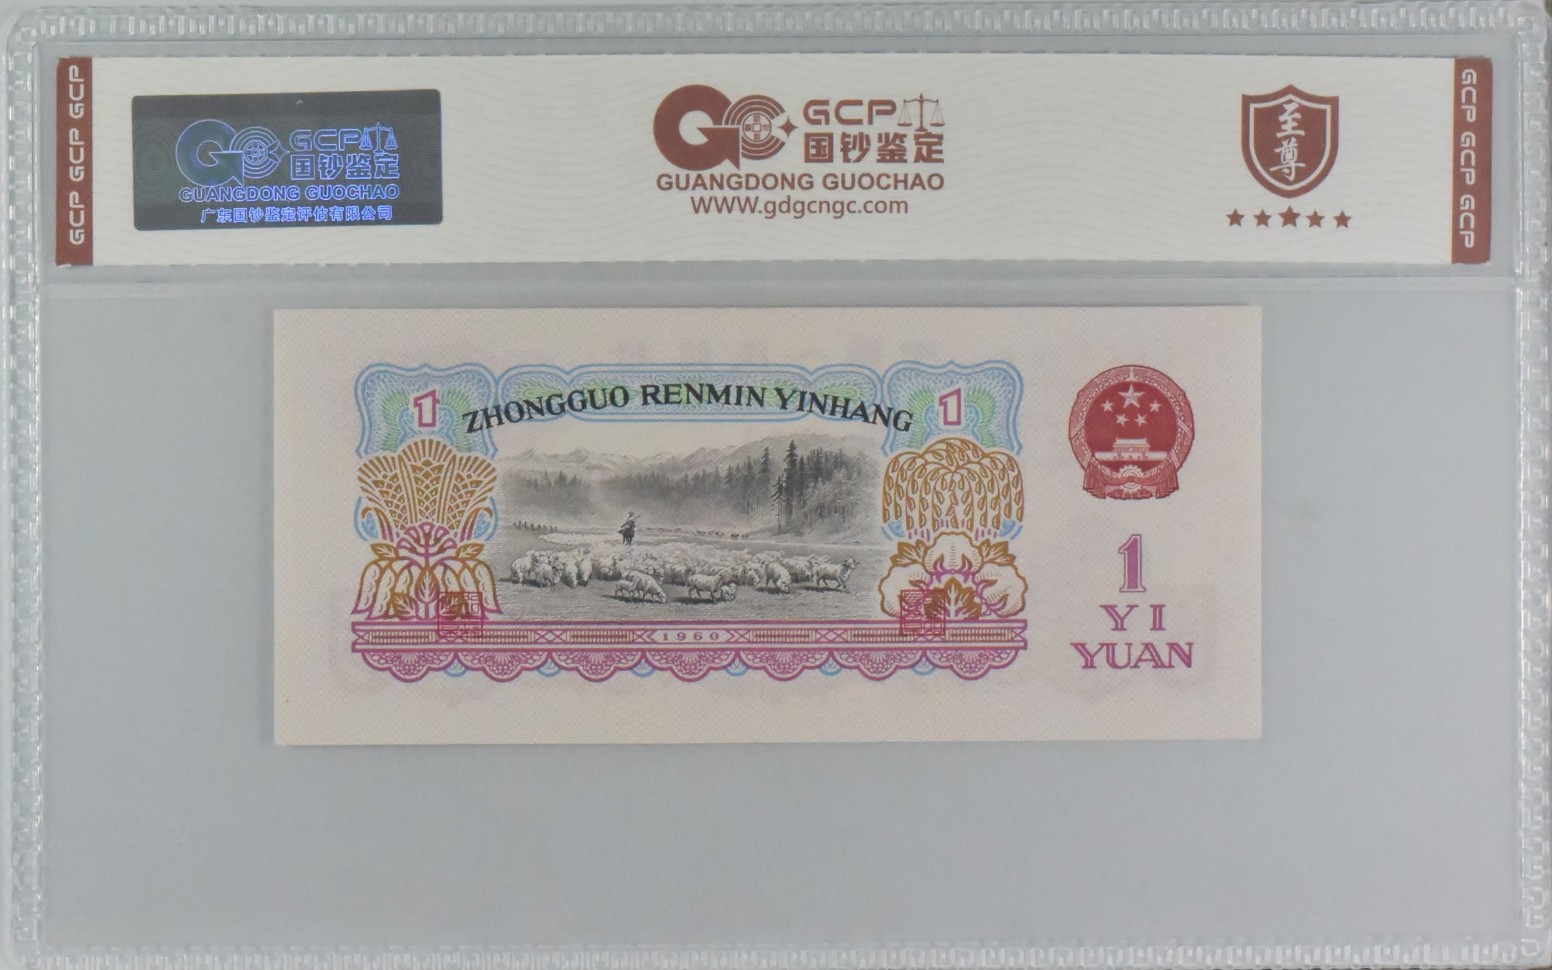 GCP GCP GCP
GCP
国钞鉴定
GUANGDONG GUOCHAO
广东国钞鉴定评估有限公司
GCP
国钞鉴定
GUANGDONG GUOCHAO
WWW.gdgcngc.com
至尊
GCP GCP GCP
1
ZHONGGUO RENMIN YINHANG
1
1960
1
YI
YUAN